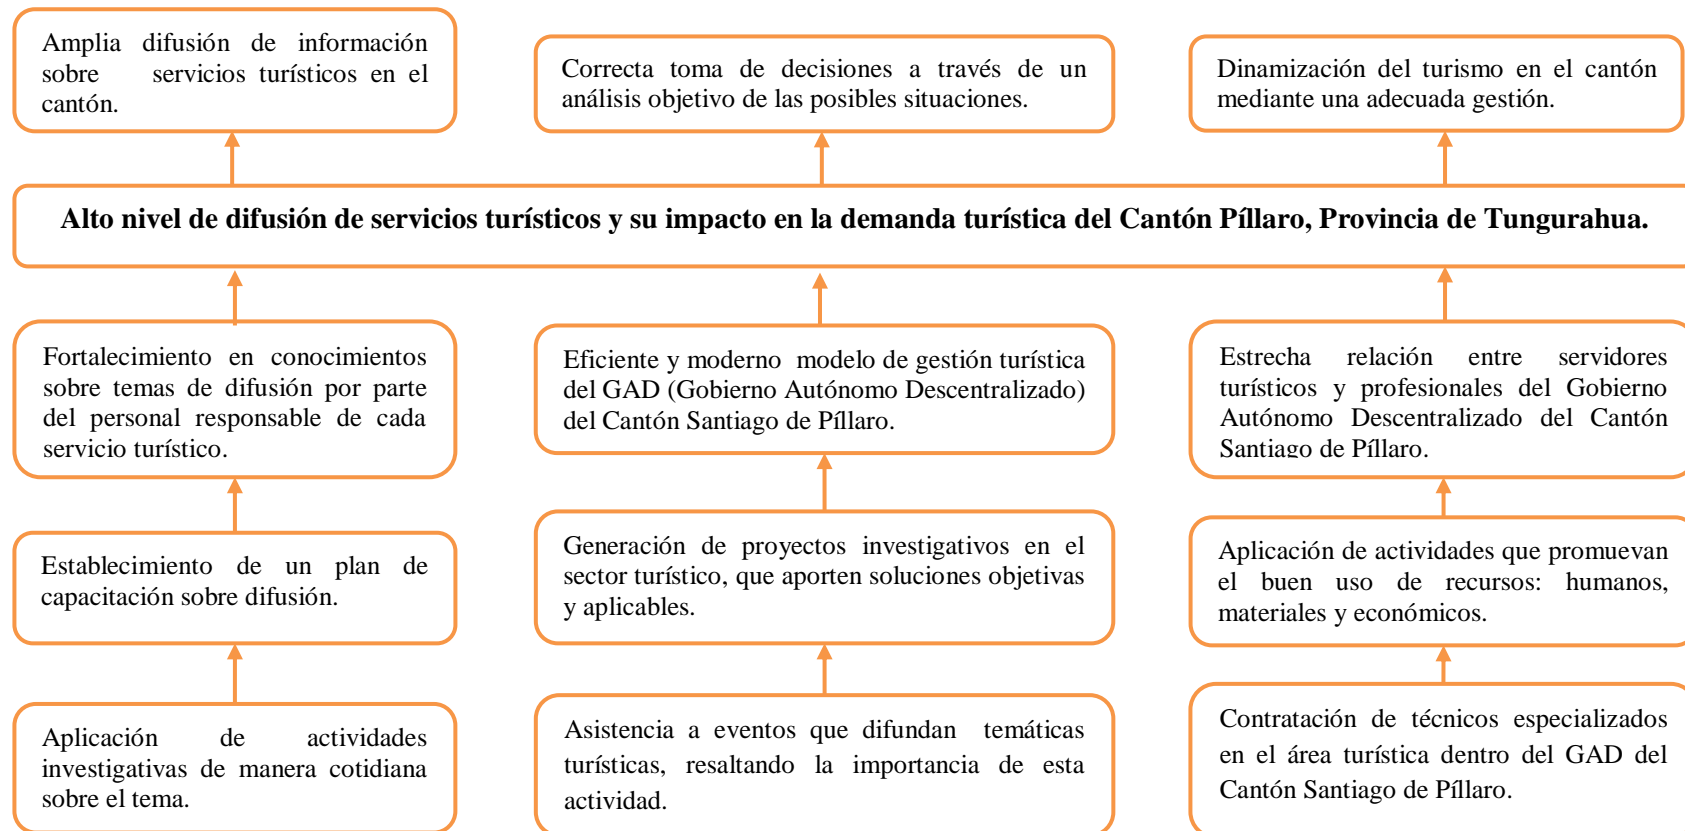 Amplia difusión de información
sobre servicios turísticos en el
cantón.
Correcta toma de decisiones a través de un
análisis objetivo de las posibles situaciones.
Dinamización del turismo en el cantón
mediante una adecuada gestión.
Alto nivel de difusión de servicios turísticos y su impacto en la demanda turística del Cantón Píllaro, Provincia de Tungurahua.
Fortalecimiento en conocimientos
sobre temas de difusión por parte
del personal responsable de cada
servicio turístico.
Eficiente y moderno modelo de gestión turística
del GAD (Gobierno Autónomo Descentralizado)
del Cantón Santiago de Píllaro.
Estrecha relación entre servidores
turísticos y profesionales del Gobierno
Autónomo Descentralizado del Cantón
Santiago de Píllaro.
Establecimiento de un plan de
capacitación sobre difusión.
Generación de proyectos investigativos en el
sector turístico, que aporten soluciones objetivas
y aplicables.
Aplicación de actividades que promuevan
el buen uso de recursos: humanos,
materiales y económicos.
Aplicación de actividades
investigativas de manera cotidiana
sobre el tema.
Asistencia a eventos que difundan temáticas
turísticas, resaltando la importancia de esta
actividad.
Contratación de técnicos especializados
en el área turística dentro del GAD del
Cantón Santiago de Píllaro.